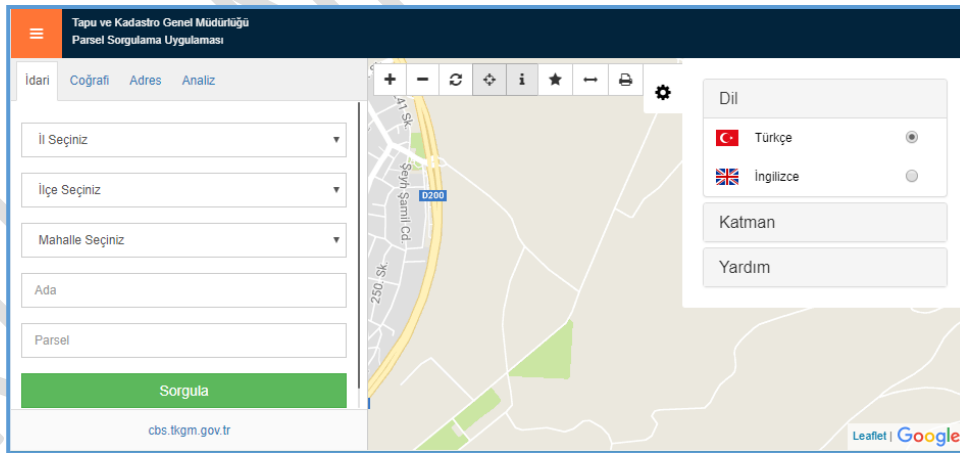 Tapu ve Kadastro Genel Müdürlüğü
Parsel Sorgulama Uygulaması
İdari Coğrafi Adres Analiz
İl Seçiniz
İlçe Seçiniz
Mahalle Seçiniz
Ada
Parsel
Sorgula
cbs.tkgm.gov.tr
41 Sk.
Şeyh Şamil Cd.
D200
250. Sk.
Dil
Türkçe
İngilizce
Katman
Yardım
Leaflet | Google